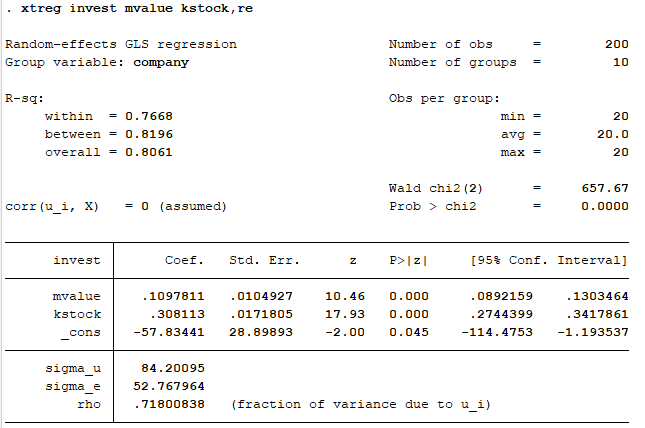 . xtreg invest mvalue kstock,re
Random-effects GLS regression Number of obs = 200
Group variable: company Number of groups = 10
R-sq: Obs per group:
within = 0.7668 min = 20
between = 0.8196 avg = 20.0
overall = 0.8061 max = 20
Wald chi2(2) = 657.67
corr(u_i, X) = 0 (assumed) Prob > chi2 = 0.0000
invest Coef. Std. Err. z P>|z| [95% Conf. Interval]
mvalue .1097811 .0104927 10.46 0.000 .0892159 .1303464
kstock .308113 .0171805 17.93 0.000 .2744399 .3417861
_cons -57.83441 28.89893 -2.00 0.045 -114.4753 -1.193537
sigma_u 84.20095
sigma_e 52.767964
rho .71800838 (fraction of variance due to u_i)